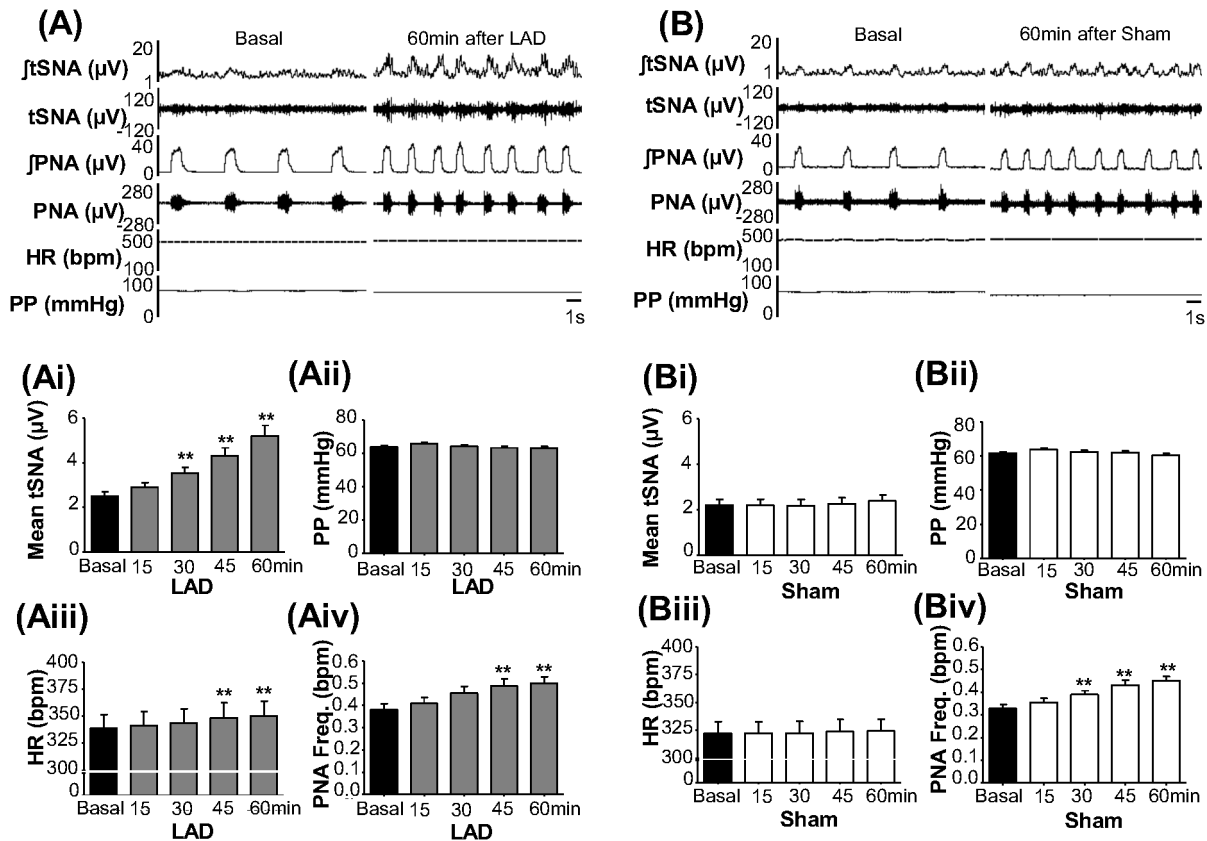 (A)
Basal
60min after LAD
20
∫tSNA (µV)
1
120
tSNA (µV)
-120
40
∫PNA (µV)
0
280
PNA (µV)
-280
500
HR (bpm)
100
100
PP (mmHg)
0
1s
(B)
Basal
60min after Sham
20
∫tSNA (µV)
1
120
tSNA (µV)
-120
40
∫PNA (µV)
0
280
PNA (µV)
-280
500
HR (bpm)
100
100
PP (mmHg)
0
1s
(Ai)
Mean tSNA (µV)
6
4
2
0
** ** **
Basal 15 30 45 60min
LAD
(Aii)
PP (mmHg)
80
60
40
20
0
Basal 15 30 45 60min
LAD
(Bi)
Mean tSNA (µV)
6
4
2
0
Basal 15 30 45 60min
Sham
(Bii)
PP (mmHg)
80
60
40
20
0
Basal 15 30 45 60min
Sham
(Aiii)
HR (bpm)
400
375
350
325
300
0
** **
Basal 15 30 45 60min
LAD
(Aiv)
PNA Freq. (bpm)
0.6
0.5
0.4
0.3
0.2
0.1
0.0
** **
Basal 15 30 45 60min
LAD
(Biii)
HR (bpm)
400
375
350
325
300
0
Basal 15 30 45 60min
Sham
(Biv)
PNA Freq. (bpm)
0.6
0.5
0.4
0.3
0.2
0.1
0.0
** ** **
Basal 15 30 45 60min
Sham